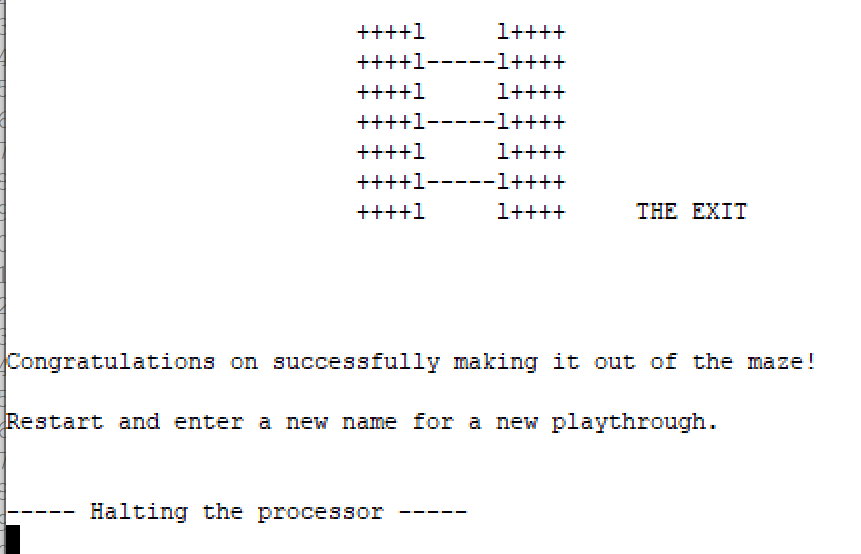 ++++l     l++++
++++l-----l++++
++++l     l++++
++++l-----l++++
++++l     l++++
++++l-----l++++
++++l     l++++     THE EXIT
Congratulations on successfully making it out of the maze!
Restart and enter a new name for a new playthrough.
----- Halting the processor -----